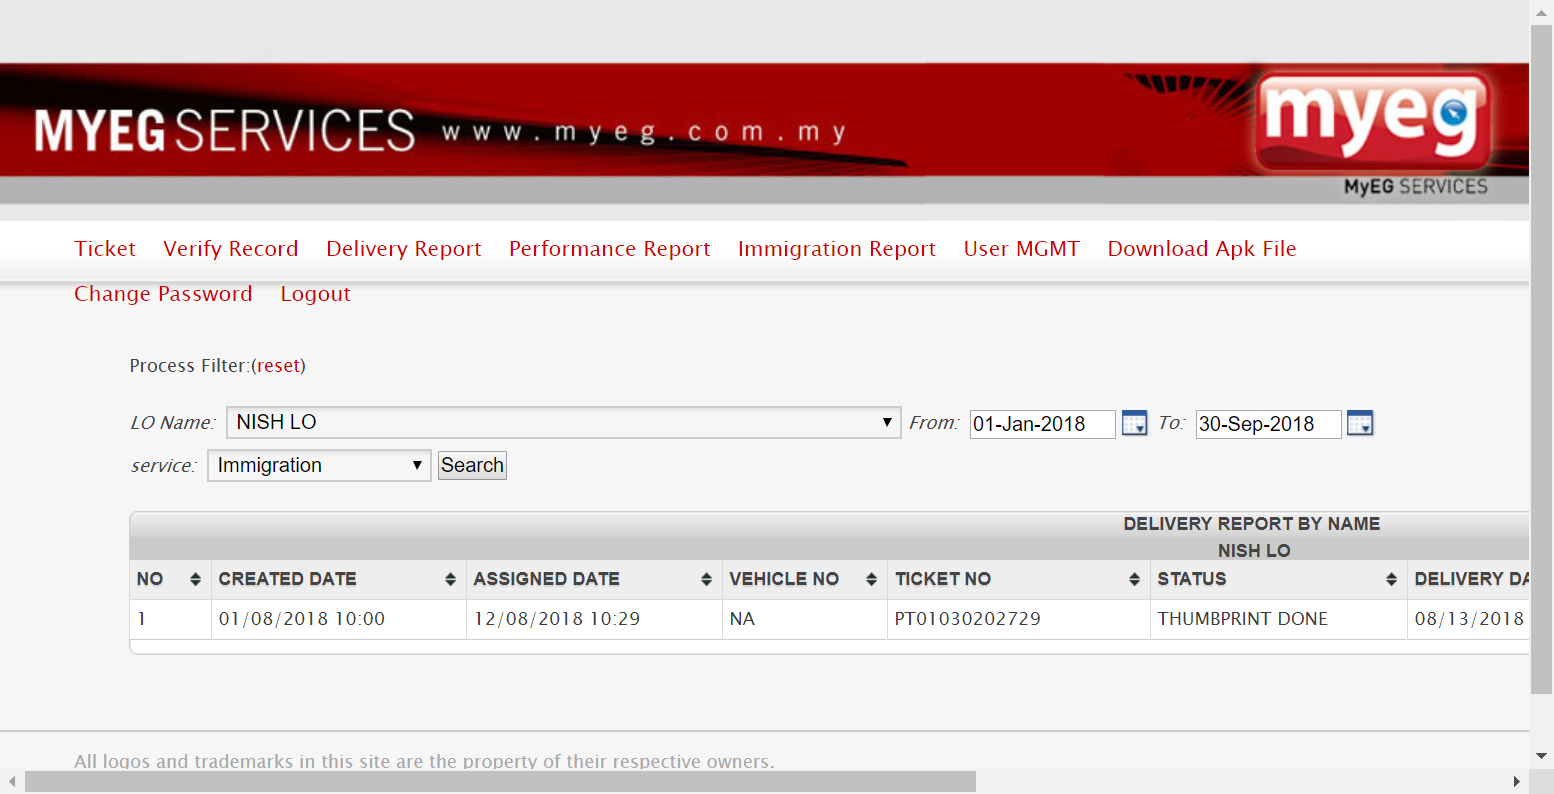 MYEG SERVICES www.myeg.com.my
myeg
MyEG SERVICES
Ticket Verify Record Delivery Report Performance Report Immigration Report User MGMT Download Apk File
Change Password Logout
Process Filter:(reset)
LO Name: NISH LO From: 01-Jan-2018 To: 30-Sep-2018
service: Immigration Search
DELIVERY REPORT BY NAME
NISH LO
NO CREATED DATE ASSIGNED DATE VEHICLE NO TICKET NO STATUS DELIVERY DA
1 01/08/2018 10:00 12/08/2018 10:29 NA PT01030202729 THUMBPRINT DONE 08/13/2018
All logos and trademarks in this site are the property of their respective owners.